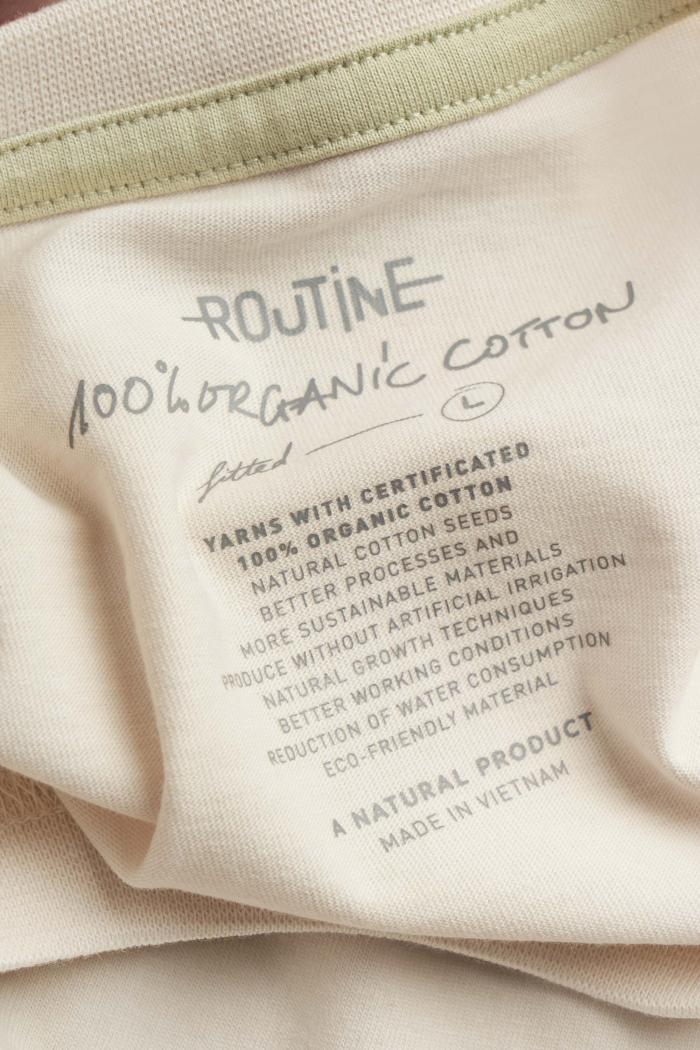 ROUTINE
100% ORGANIC COTTON
fitted L
YARNS WITH CERTIFICATED
100% ORGANIC COTTON
NATURAL COTTON SEEDS
BETTER PROCESSES AND
MORE SUSTAINABLE MATERIALS
PRODUCE WITHOUT ARTIFICIAL IRRIGATION
NATURAL GROWTH TECHNIQUES
BETTER WORKING CONDITIONS
REDUCTION OF WATER CONSUMPTION
ECO-FRIENDLY MATERIAL
A NATURAL PRODUCT
MADE IN VIETNAM